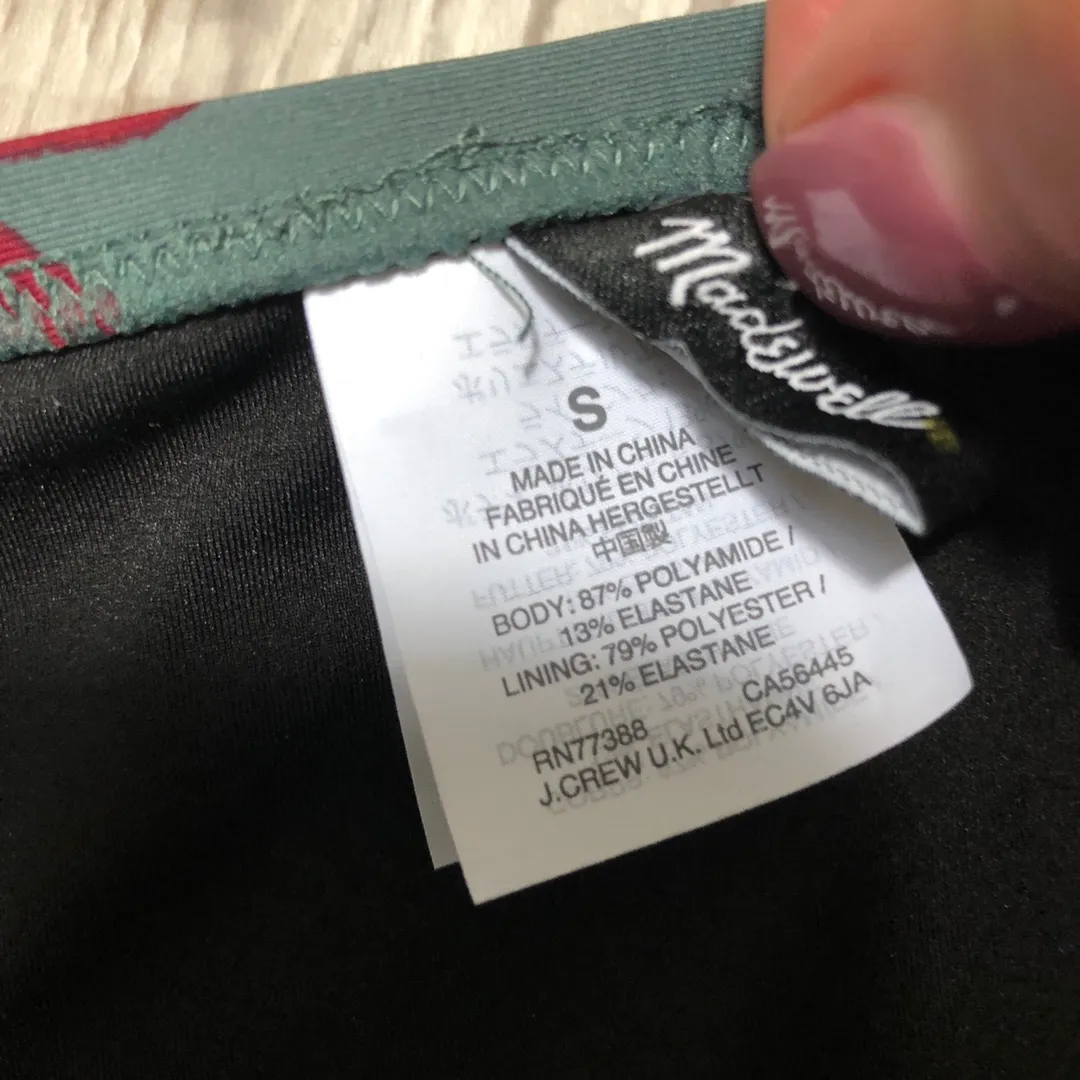 Madewell
S
MADE IN CHINA
FABRIQUÉ EN CHINE
IN CHINA HERGESTELLT
中国製
BODY: 87% POLYAMIDE /
13% ELASTANE
LINING: 79% POLYESTER /
21% ELASTANE
RN77388 CA56445
J.CREW U.K. Ltd EC4V 6JA